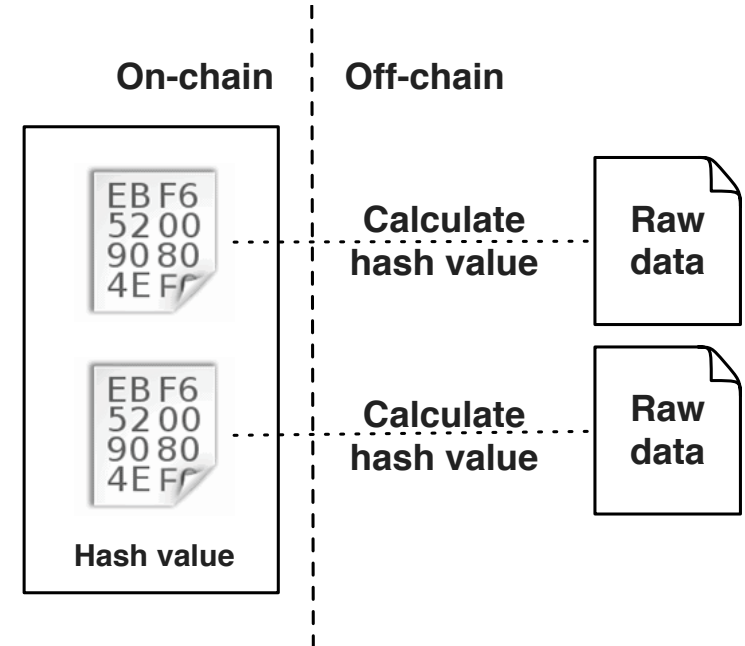 On-chain
Off-chain
EB F6
52 00
90 80
4E F
Calculate
hash value
Raw
data
EB F6
52 00
90 80
4E F
Calculate
hash value
Raw
data
Hash value